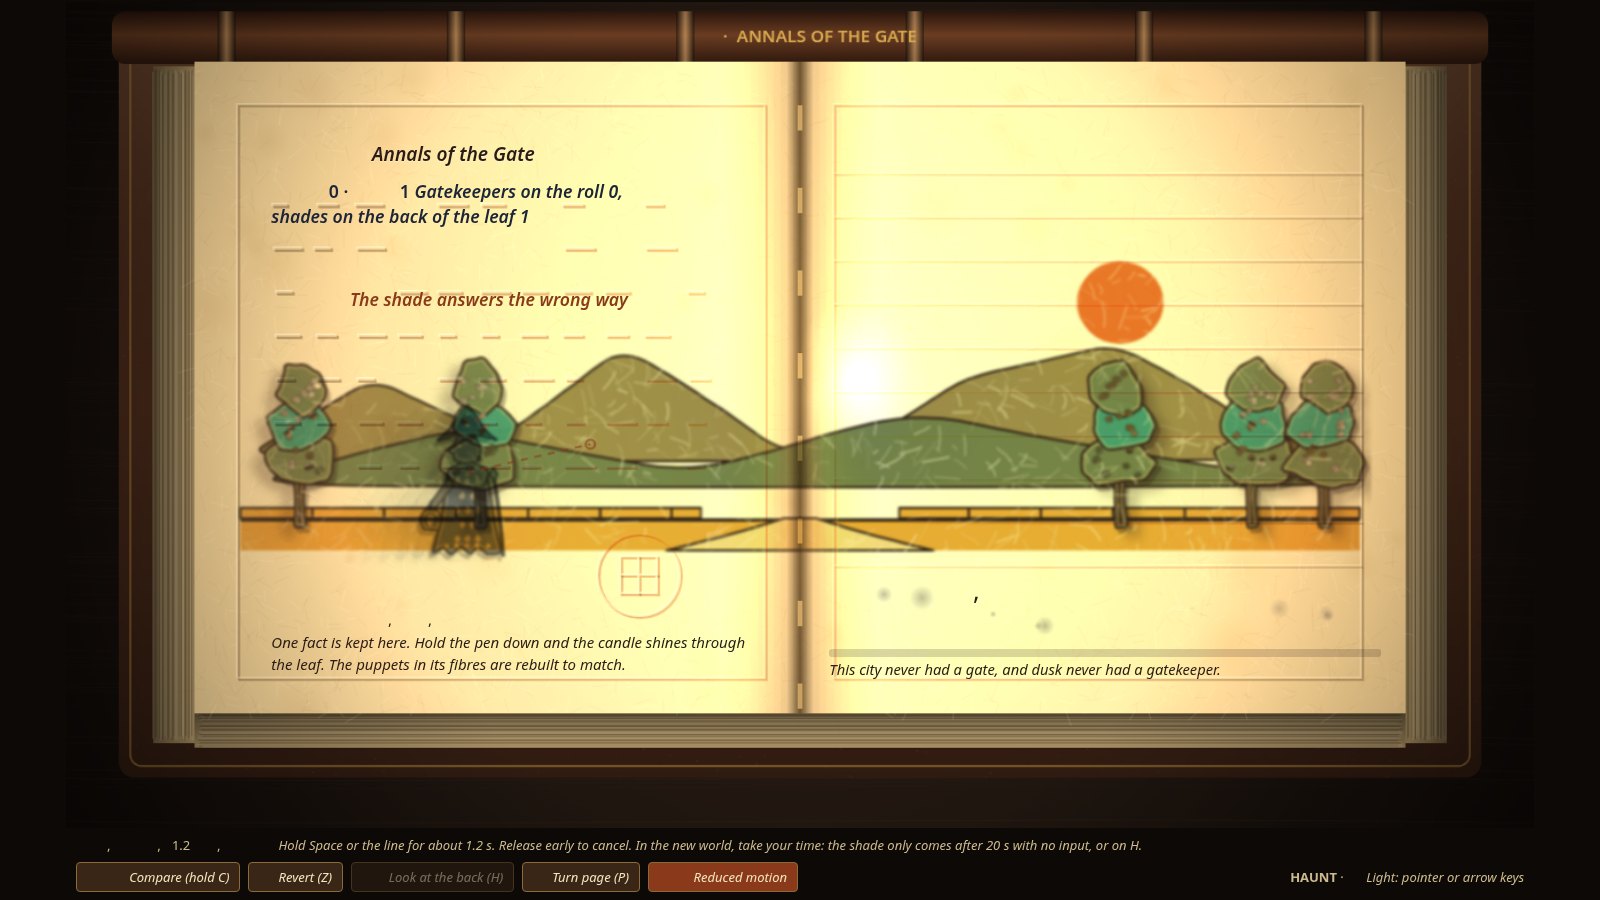 · ANNALS OF THE GATE
Annals of the Gate
0 · 1 Gatekeepers on the roll 0,
shades on the back of the leaf 1
The shade answers the wrong way
, ,
One fact is kept here. Hold the pen down and the candle shines through
the leaf. The puppets in its fibres are rebuilt to match.
,
This city never had a gate, and dusk never had a gatekeeper.
, , 1.2 , Hold Space or the line for about 1.2 s. Release early to cancel. In the new world, take your time: the shade only comes after 20 s with no input, or on H.
Compare (hold C) Revert (Z) Look at the back (H) Turn page (P) Reduced motion HAUNT · Light: pointer or arrow keys